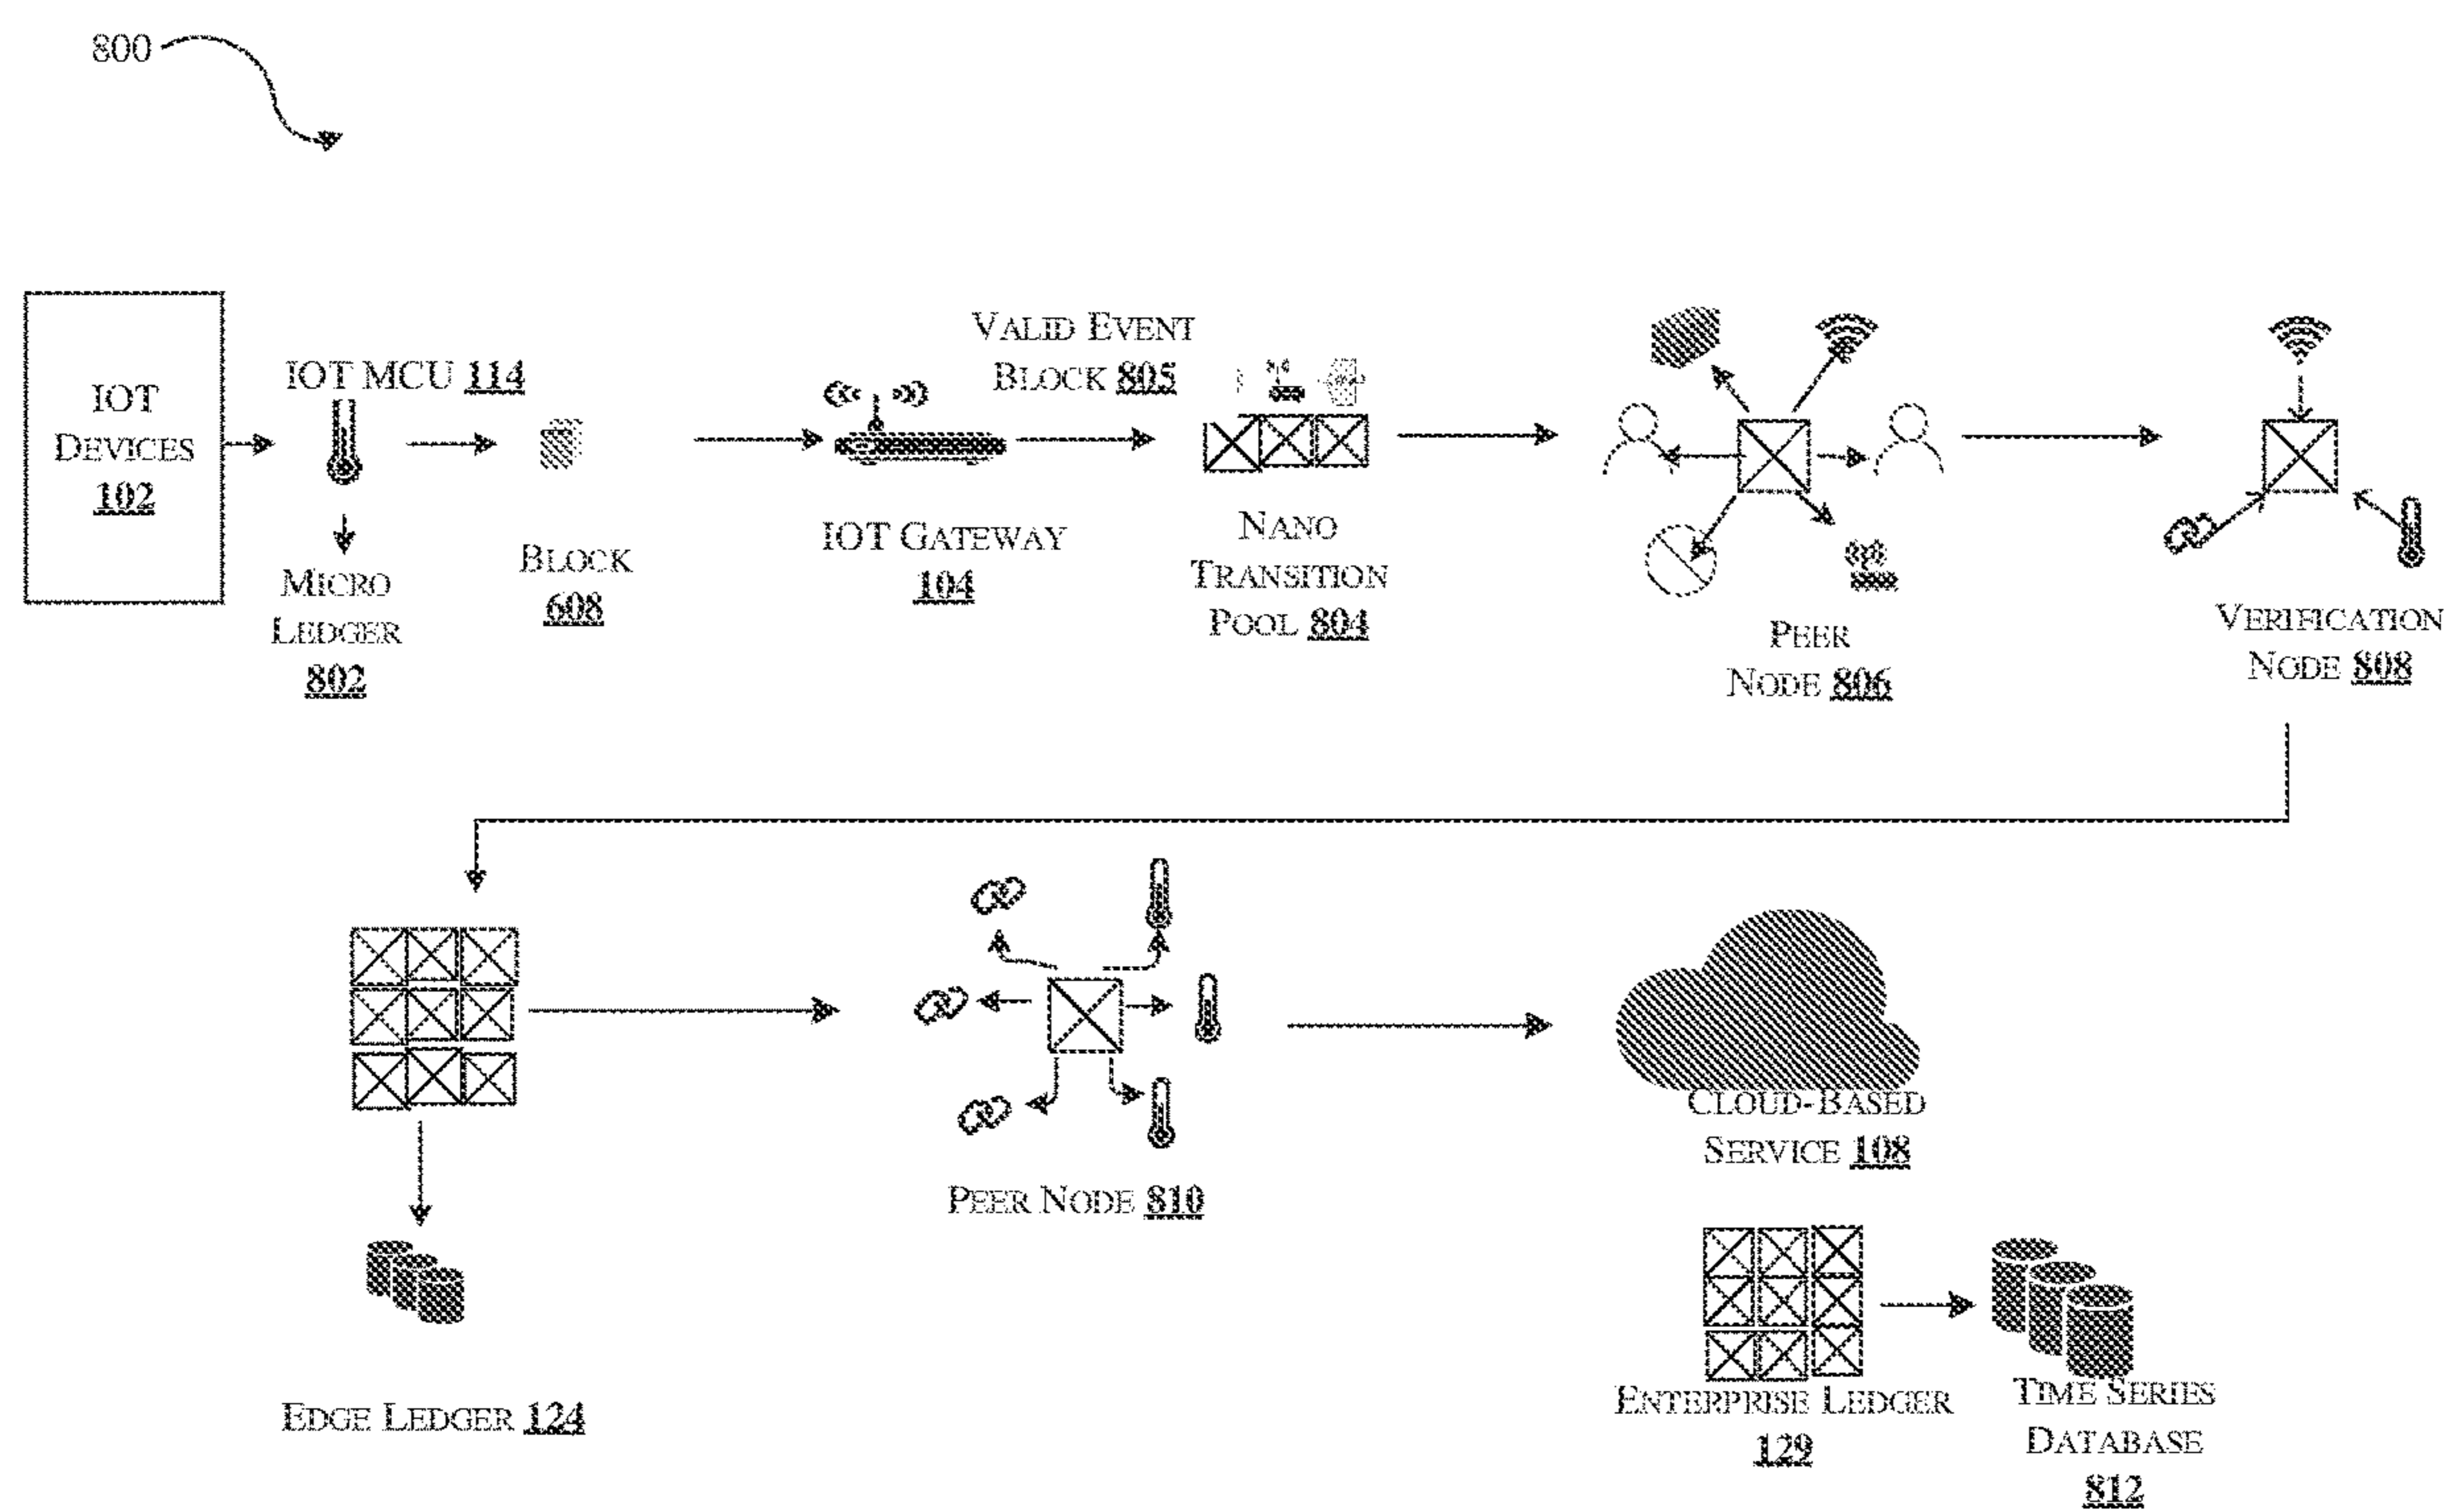 800
IOT
DEVICES
102
IOT MCU 114
MICRO
LEDGER
802
BLOCK
608
IOT GATEWAY
104
VALID EVENT
BLOCK 805
NANO
TRANSITION
POOL 804
PEER
NODE 806
VERIFICATION
NODE 808
EDGE LEDGER 124
PEER NODE 810
CLOUD-BASED
SERVICE 108
ENTERPRISE LEDGER
129
TIME SERIES
DATABASE
812